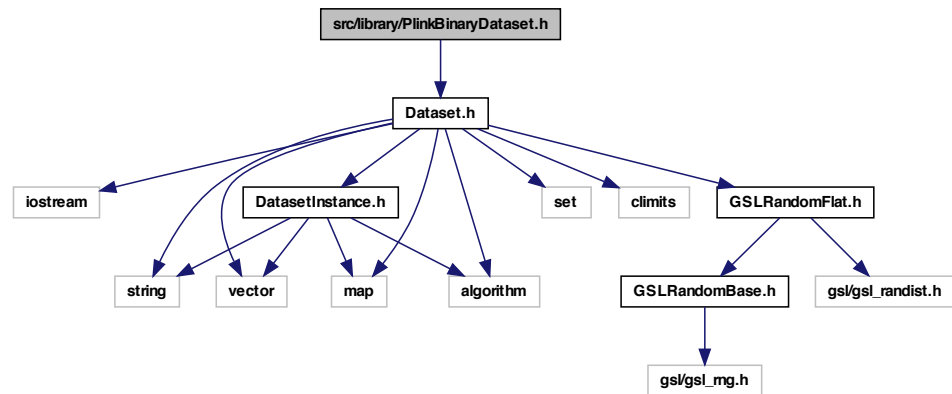 src/library/PlinkBinaryDataset.h
Dataset.h
iostream
DatasetInstance.h
set
climits
GSLRandomFlat.h
string
vector
map
algorithm
GSLRandomBase.h
gsl/gsl_randist.h
gsl/gsl_rng.h